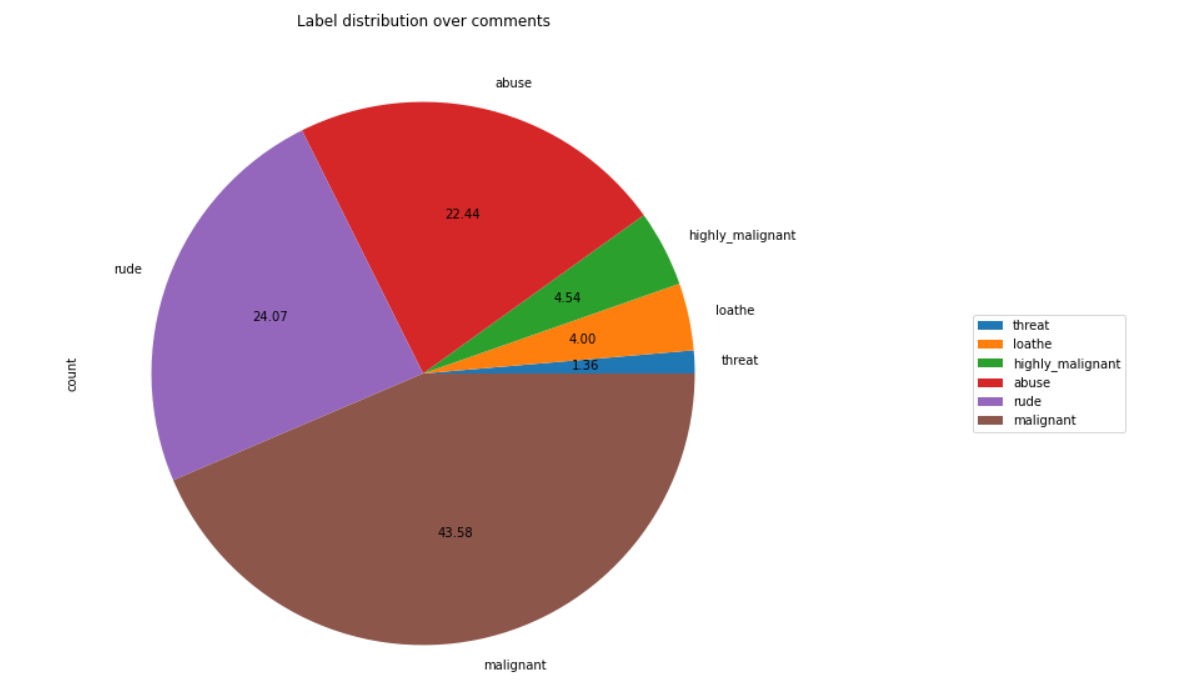 Label distribution over comments
abuse
22.44
highly_malignant
rude
4.54
loathe
24.07
threat
4.00
loathe
threat
1.36
highly_malignant
count
abuse
rude
malignant
43.58
malignant